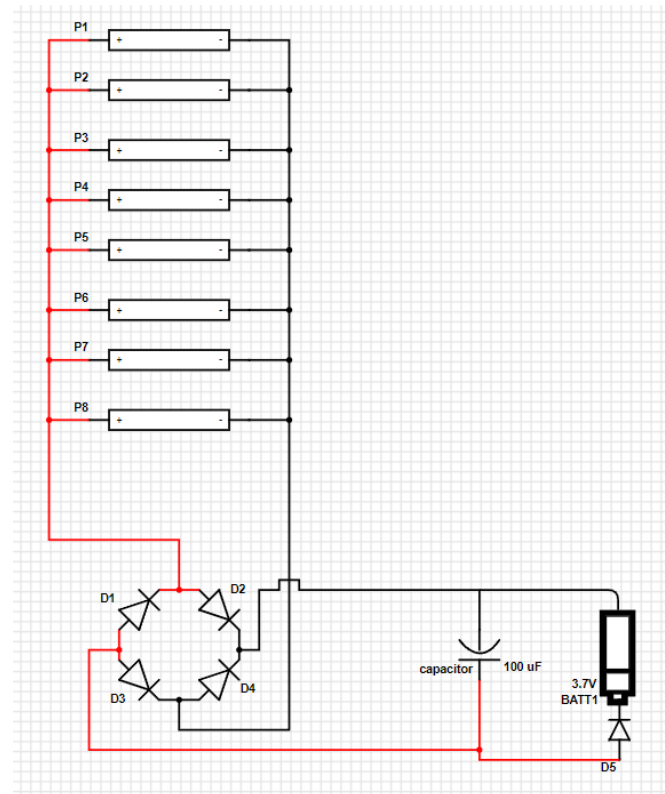 P1
+ -
P2
+ -
P3
+ -
P4
+ -
P5
+ -
P6
+ -
P7
+ -
P8
+ -
D1
D2
D3
D4
capacitor
100 uF
3.7V
BATT1
D5